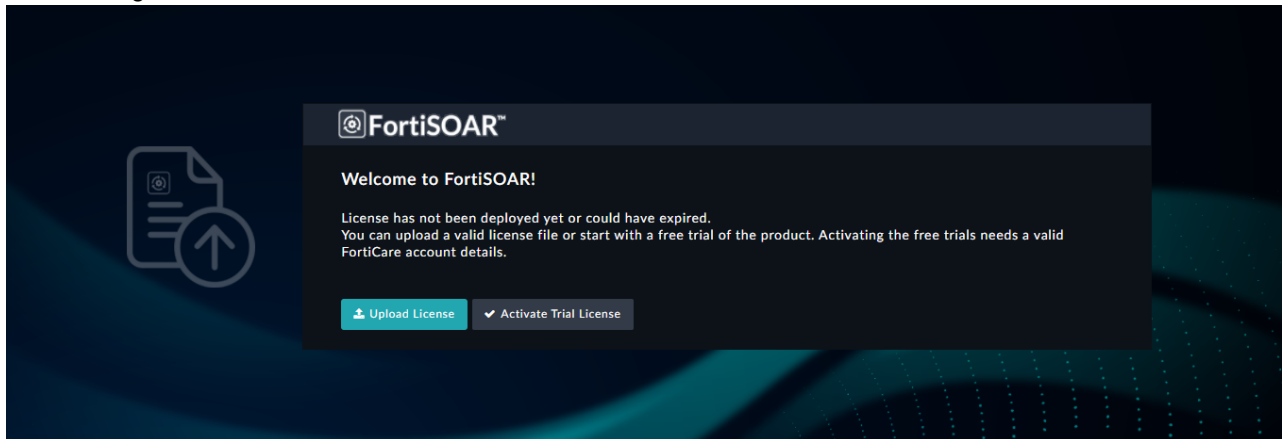 FortiSOAR™
Welcome to FortiSOAR!
License has not been deployed yet or could have expired.
You can upload a valid license file or start with a free trial of the product. Activating the free trials needs a valid
FortiCare account details.
Upload License Activate Trial License